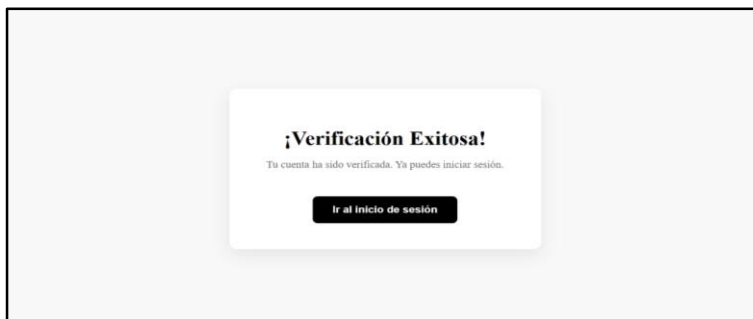 ¡Verificación Exitosa!
Tu cuenta ha sido verificada. Ya puedes iniciar sesión.
Ir al inicio de sesión